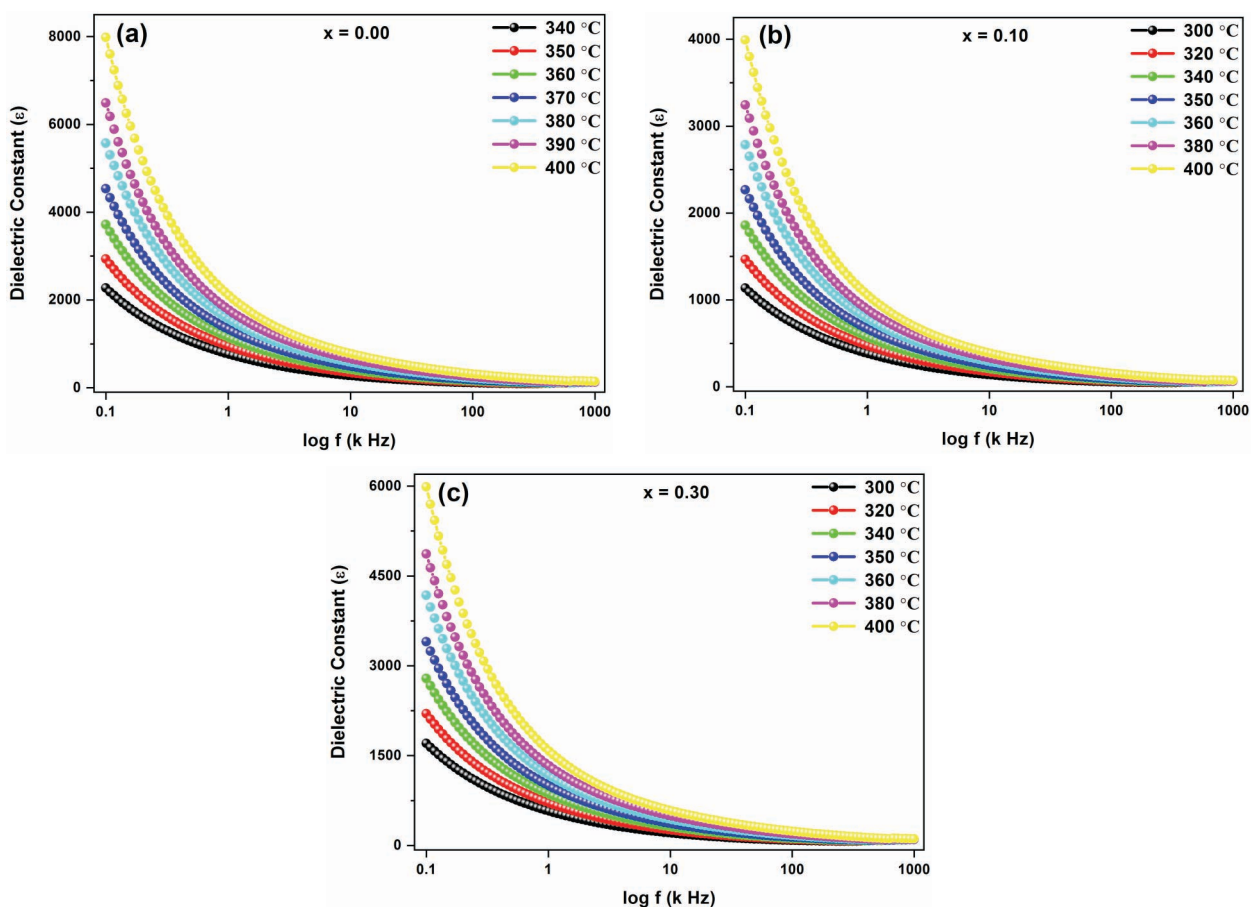 (a)
x = 0.00
340 °C
350 °C
360 °C
370 °C
380 °C
390 °C
400 °C
8000
6000
4000
2000
0
Dielectric Constant (ε)
0.1 1 10 100 1000
log f (k Hz)
(b)
x = 0.10
300 °C
320 °C
340 °C
350 °C
360 °C
380 °C
400 °C
4000
3000
2000
1000
0
Dielectric Constant (ε)
0.1 1 10 100 1000
log f (k Hz)
(c)
x = 0.30
300 °C
320 °C
340 °C
350 °C
360 °C
380 °C
400 °C
6000
4500
3000
1500
0
Dielectric Constant (ε)
0.1 1 10 100 1000
log f (k Hz)